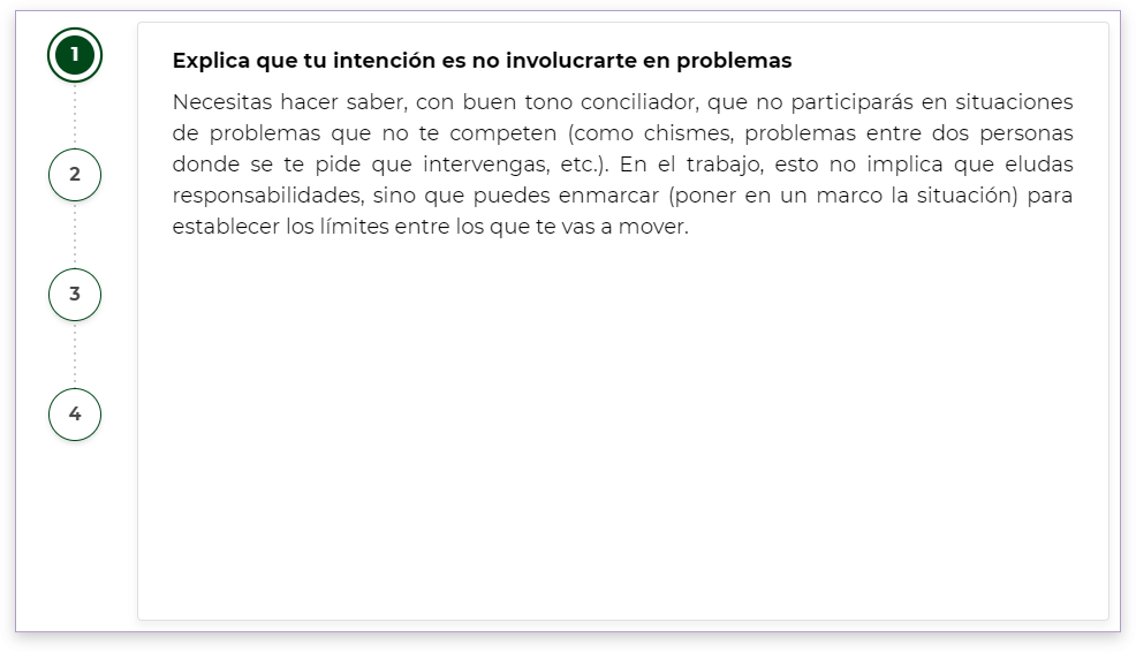 1
Explica que tu intención es no involucrarte en problemas
Necesitas hacer saber, con buen tono conciliador, que no participarás en situaciones
de problemas que no te competen (como chismes, problemas entre dos personas
donde se te pide que intervengas, etc.). En el trabajo, esto no implica que eludas
responsabilidades, sino que puedes enmarcar (poner en un marco la situación) para
establecer los límites entre los que te vas a mover.
2
3
4